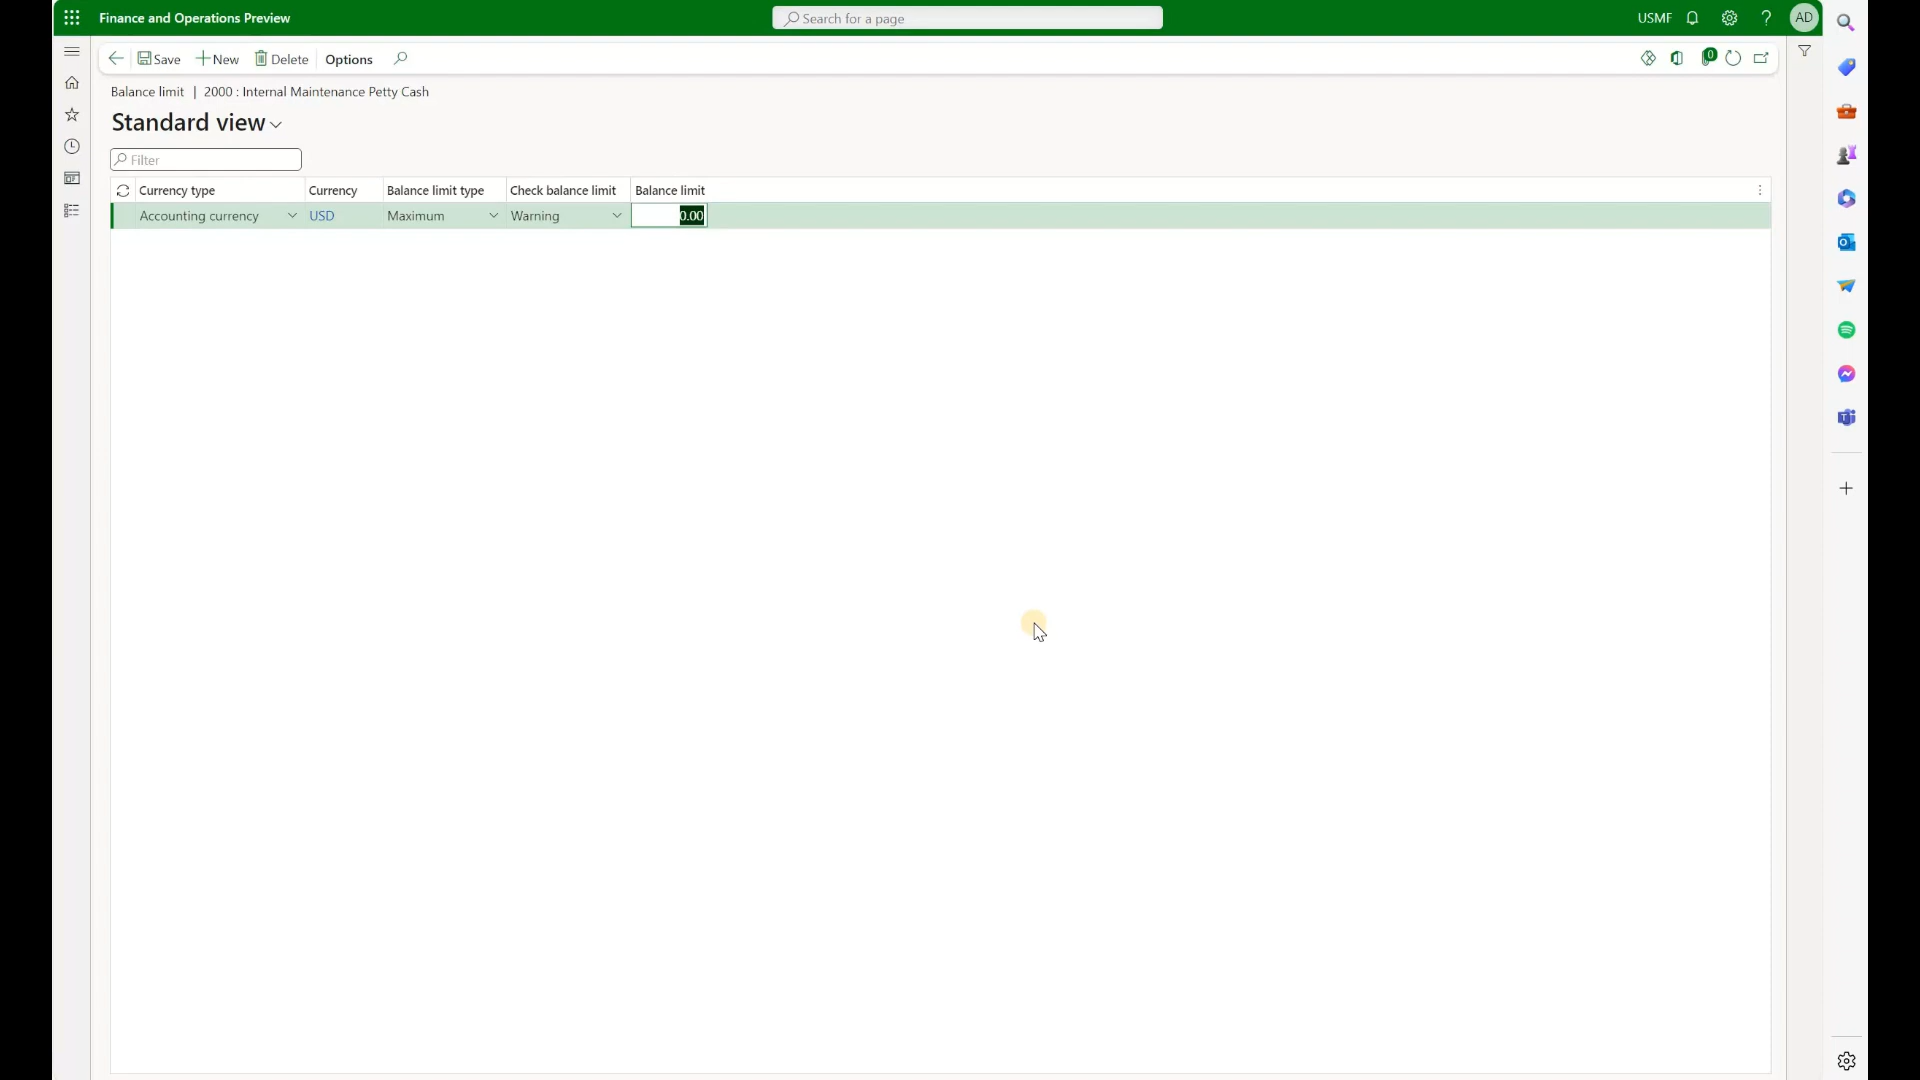 Finance and Operations Preview
Search for a page
USMF
AD
Save
New
Delete
Options
0
Balance limit | 2000 : Internal Maintenance Petty Cash
Standard view
Filter
Currency type Currency Balance limit type Check balance limit Balance limit
Accounting currency USD Maximum Warning 0.00